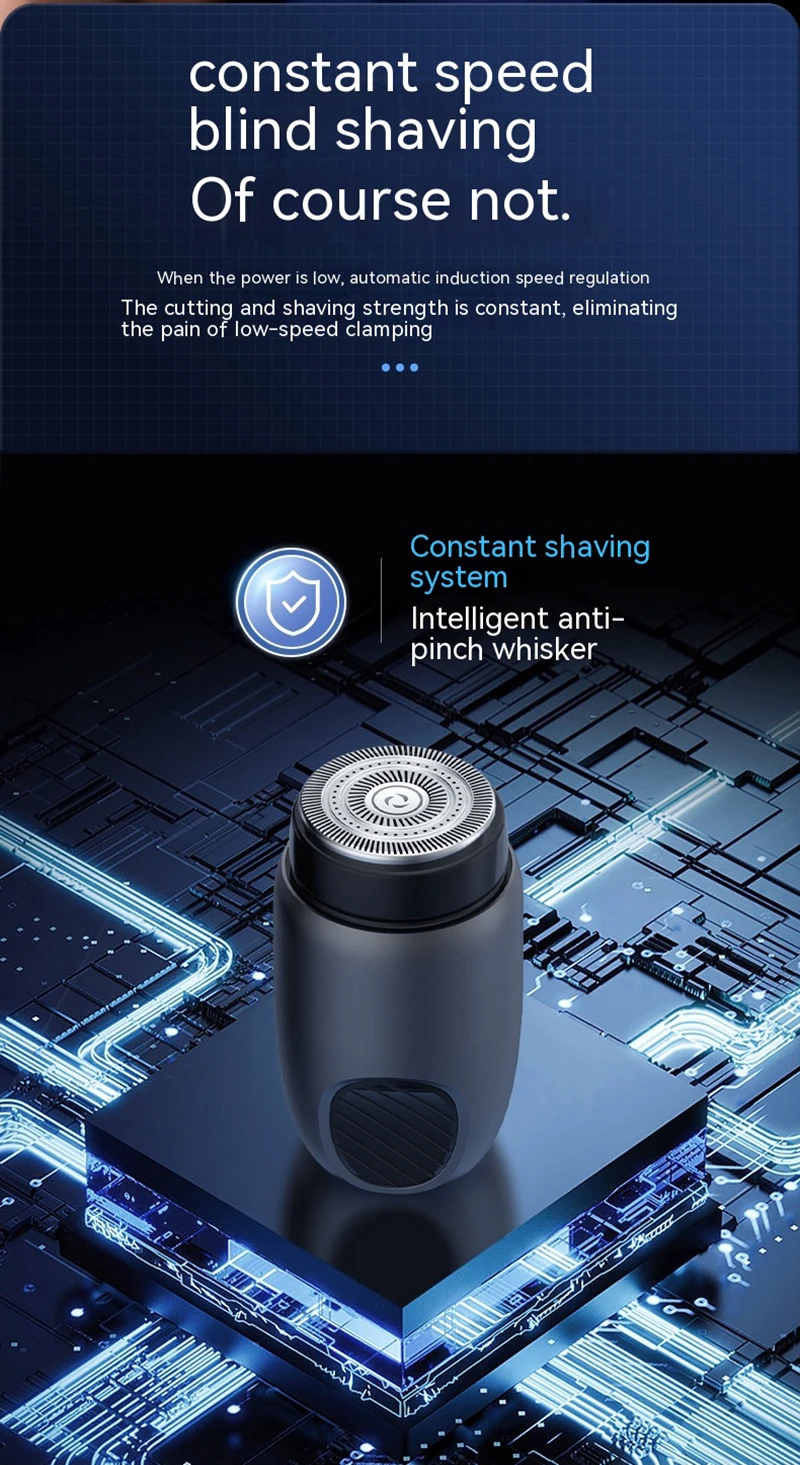 constant speed
blind shaving
Of course not.
When the power is low, automatic induction speed regulation
The cutting and shaving strength is constant, eliminating
the pain of low-speed clamping
Constant shaving
system
Intelligent anti-
pinch whisker